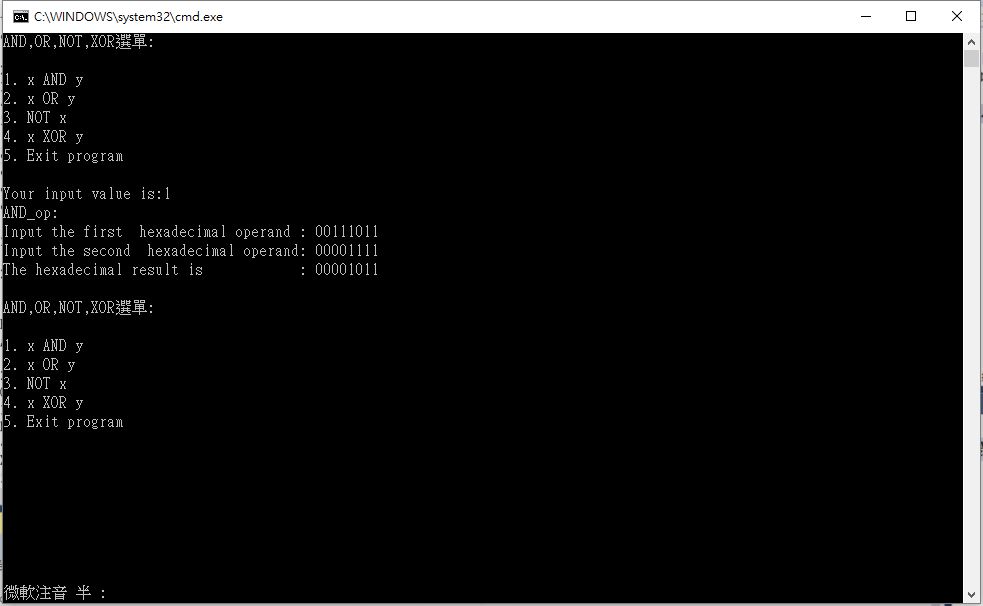 C:\WINDOWS\system32\cmd.exe
AND,OR,NOT,XOR選單:
1. x AND y
2. x OR y
3. NOT x
4. x XOR y
5. Exit program
Your input value is:1
AND_op:
Input the first  hexadecimal operand : 00111011
Input the second  hexadecimal operand: 00001111
The hexadecimal result is            : 00001011
AND,OR,NOT,XOR選單:
1. x AND y
2. x OR y
3. NOT x
4. x XOR y
5. Exit program
微軟注音 半 :